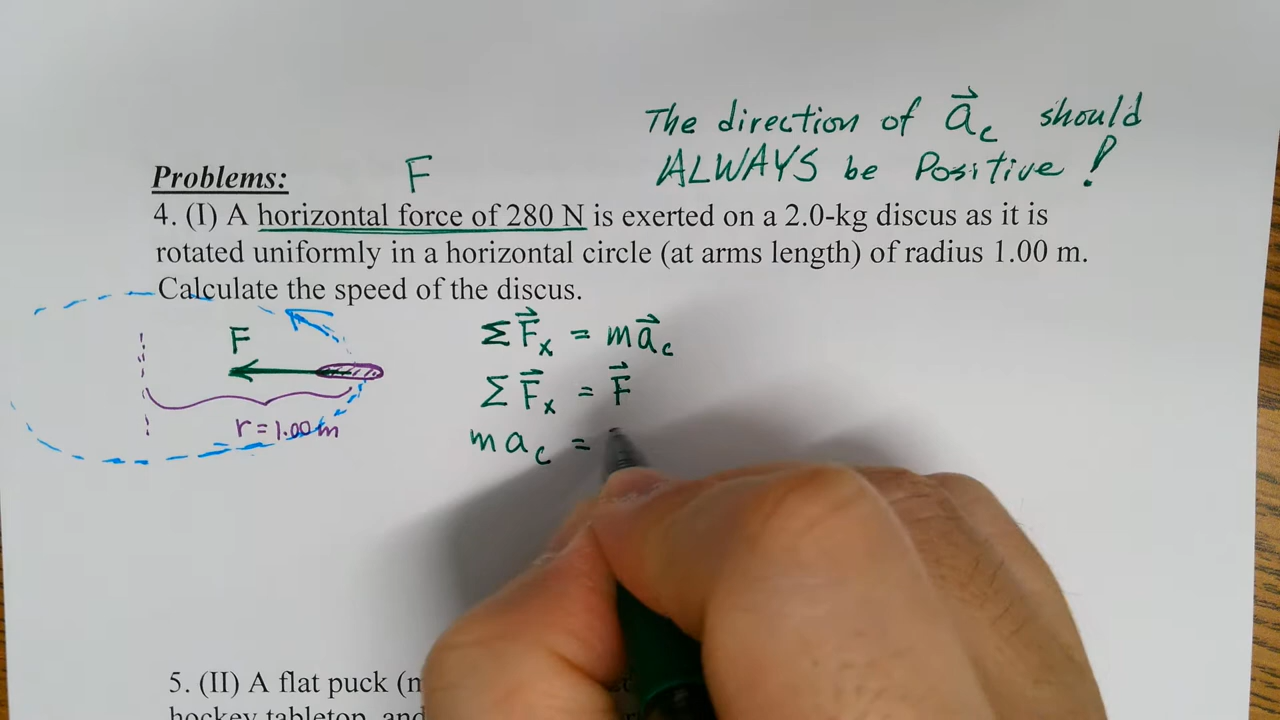 The direction of a⃗c should
ALWAYS be Positive!
Problems: F
4. (I) A horizontal force of 280 N is exerted on a 2.0-kg discus as it is
rotated uniformly in a horizontal circle (at arms length) of radius 1.00 m.
Calculate the speed of the discus.
F
r = 1.00 m
ΣF⃗x = ma⃗c
ΣF⃗x = F⃗
mac =
5. (II) A flat puck (m
hockey tabletop, and